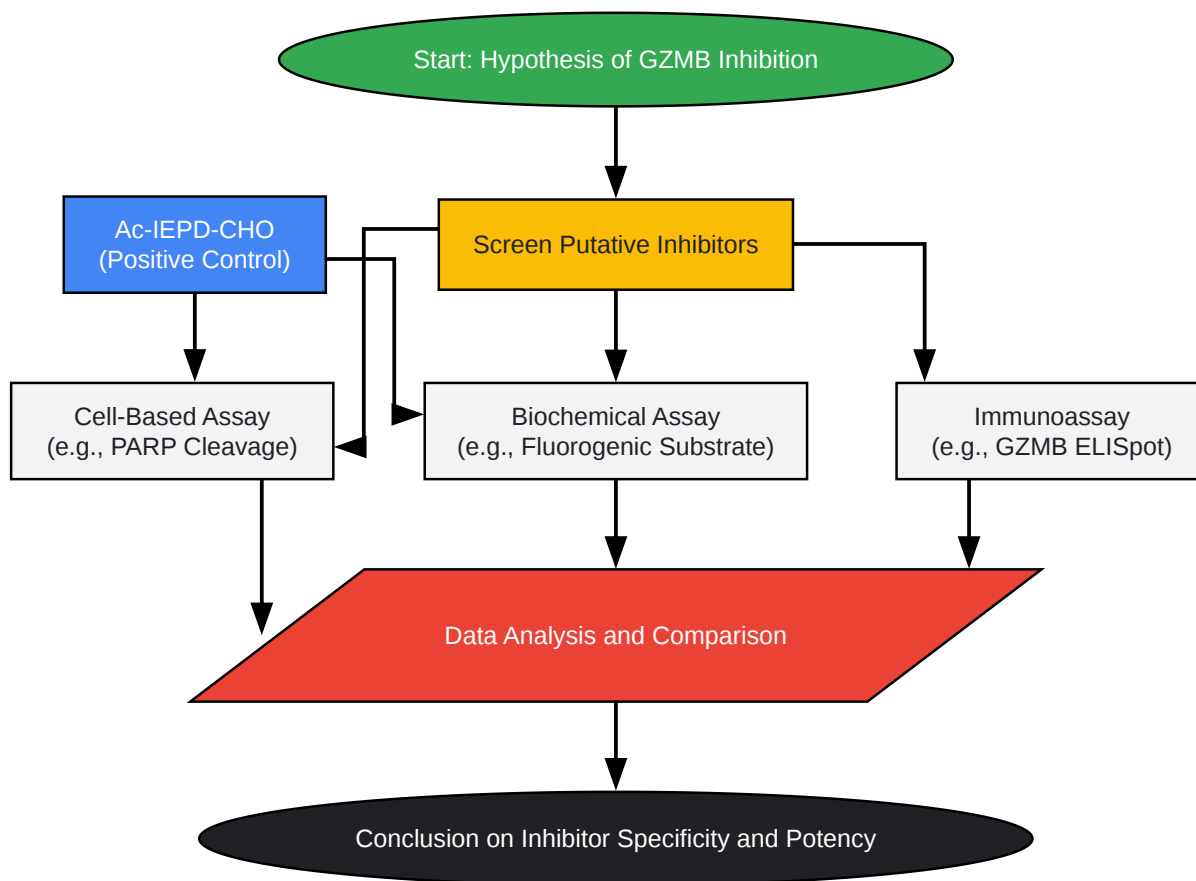 Start: Hypothesis of GZMB Inhibition
Ac-IEPD-CHO
(Positive Control)
Screen Putative Inhibitors
Cell-Based Assay
(e.g., PARP Cleavage)
Biochemical Assay
(e.g., Fluorogenic Substrate)
Immunoassay
(e.g., GZMB ELISpot)
Data Analysis and Comparison
Conclusion on Inhibitor Specificity and Potency